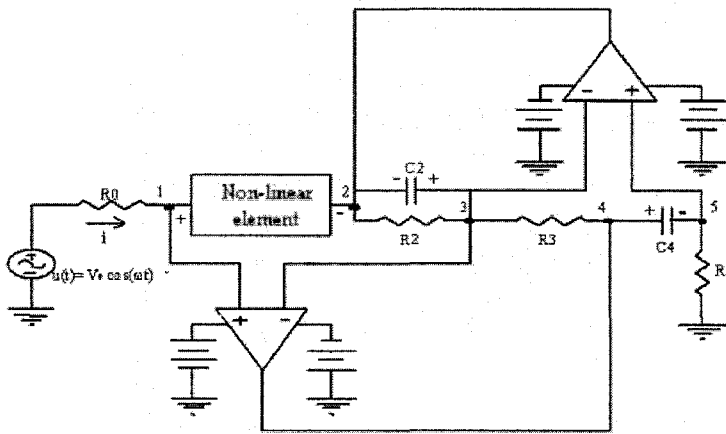 R0
i
u(t)= V₀ cos(ωt)
1
+
Non-linear
element
-
2
- C2 +
R2
3
R3
4
+ -
C4
5
R
- +
+ -